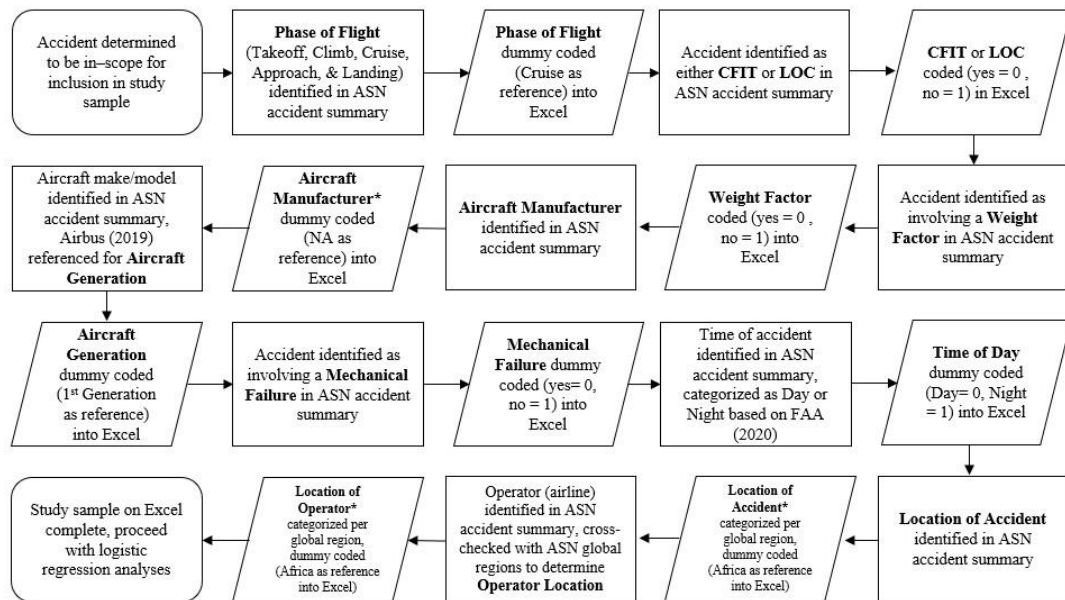 Accident determined
to be in–scope for
inclusion in study
sample
Phase of Flight
(Takeoff, Climb, Cruise,
Approach, & Landing)
identified in ASN
accident summary
Phase of Flight
dummy coded
(Cruise as
reference) into
Excel
Accident identified as
either CFIT or LOC in
ASN accident summary
CFIT or LOC
coded (yes = 0 ,
no = 1) in Excel
Accident identified as
involving a Weight
Factor in ASN accident
summary
Weight Factor
coded (yes = 0 ,
no = 1) into
Excel
Aircraft Manufacturer
identified in ASN
accident summary
Aircraft
Manufacturer*
dummy coded
(NA as
reference) into
Excel
Aircraft make/model
identified in ASN
accident summary,
Airbus (2019)
referenced for Aircraft
Generation
Aircraft
Generation
dummy coded
(1st Generation
as reference)
into Excel
Accident identified as
involving a Mechanical
Failure in ASN accident
summary
Mechanical
Failure dummy
coded (yes= 0,
no = 1) into
Excel
Time of accident
identified in ASN
accident summary,
categorized as Day or
Night based on FAA
(2020)
Time of Day
dummy coded
(Day= 0, Night
= 1) into Excel
Location of Accident
identified in ASN
accident summary
Location of
Accident*
categorized per
global region,
dummy coded
(Africa as reference
into Excel)
Operator (airline)
identified in ASN
accident summary, cross-
checked with ASN global
regions to determine
Operator Location
Location of
Operator*
categorized per
global region,
dummy coded
(Africa as reference
into Excel)
Study sample on Excel
complete, proceed
with logistic
regression analyses